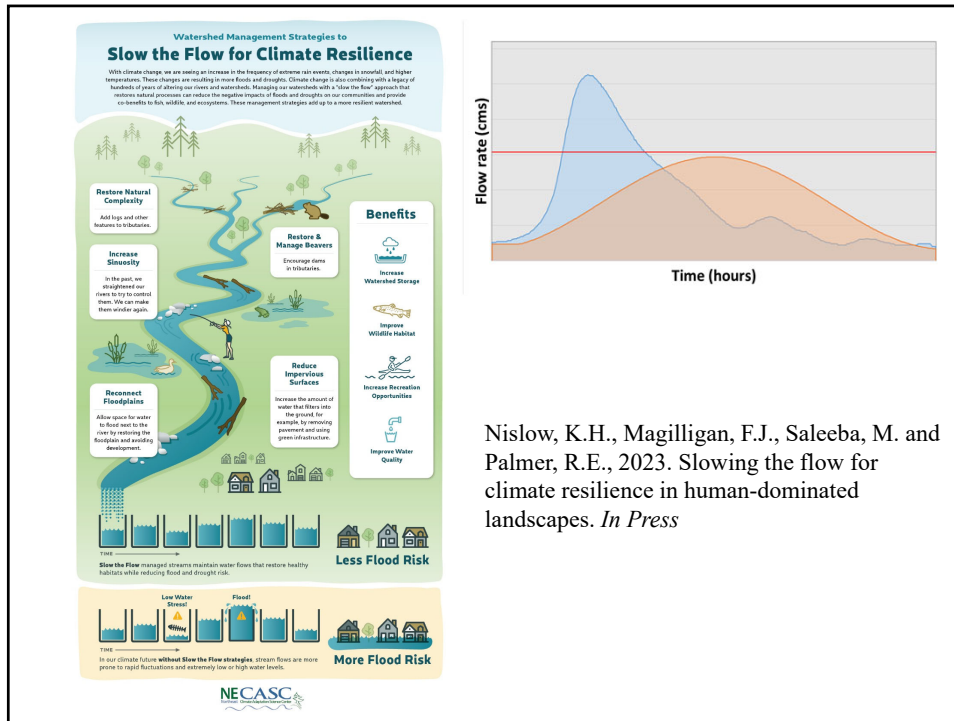 Watershed Management Strategies to
Slow the Flow for Climate Resilience
With climate change, we are seeing an increase in the frequency of extreme rain events, changes in snowfall, and higher
temperatures. These changes are resulting in more floods and droughts. Climate change is also combining with a legacy of
hundreds of years of altering our rivers and watersheds. Managing our watersheds with a "slow the flow" approach that
restores natural processes can reduce the negative impacts of floods and droughts on our communities and provide
co-benefits to fish, wildlife, and ecosystems. These management strategies add up to a more resilient watershed.
Restore Natural
Complexity
Add logs and other
features to tributaries.
Increase
Sinuosity
In the past, we
straightened our
rivers to try to control
them. We can make
them windier again.
Reconnect
Floodplains
Allow space for water
to flood next to the
river by restoring the
floodplain and avoiding
development.
Restore &
Manage Beavers
Encourage dams
in tributaries.
Reduce
Impervious
Surfaces
Increase the amount of
water that filters into
the ground, for
example, by removing
pavement and using
green infrastructure.
Benefits
Increase
Watershed Storage
Improve
Wildlife Habitat
Increase Recreation
Opportunities
Improve Water
Quality
TIME
Slow the Flow managed streams maintain water flows that restore healthy
habitats while reducing flood and drought risk.
Less Flood Risk
Low Water
Stress!
Flood!
TIME
In our climate future without Slow the Flow strategies, stream flows are more
prone to rapid fluctuations and extremely low or high water levels.
More Flood Risk
NECASC
Northeast Climate Adaptation Science Center
Flow rate (cms)
Time (hours)
Nislow, K.H., Magilligan, F.J., Saleeba, M. and
Palmer, R.E., 2023. Slowing the flow for
climate resilience in human-dominated
landscapes. In Press